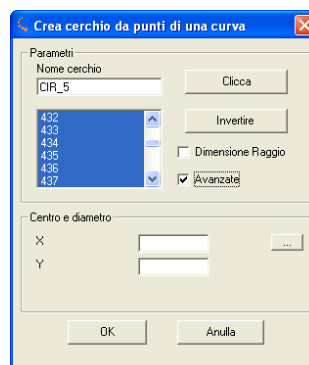 Crea cerchio da punti di una curva
Parametri
Nome cerchio
CIR_5
Clicca
432
433
434
435
436
437
Invertire
Dimensione Raggio
Avanzate
Centro e diametro
X
...
Y
OK
Anulla